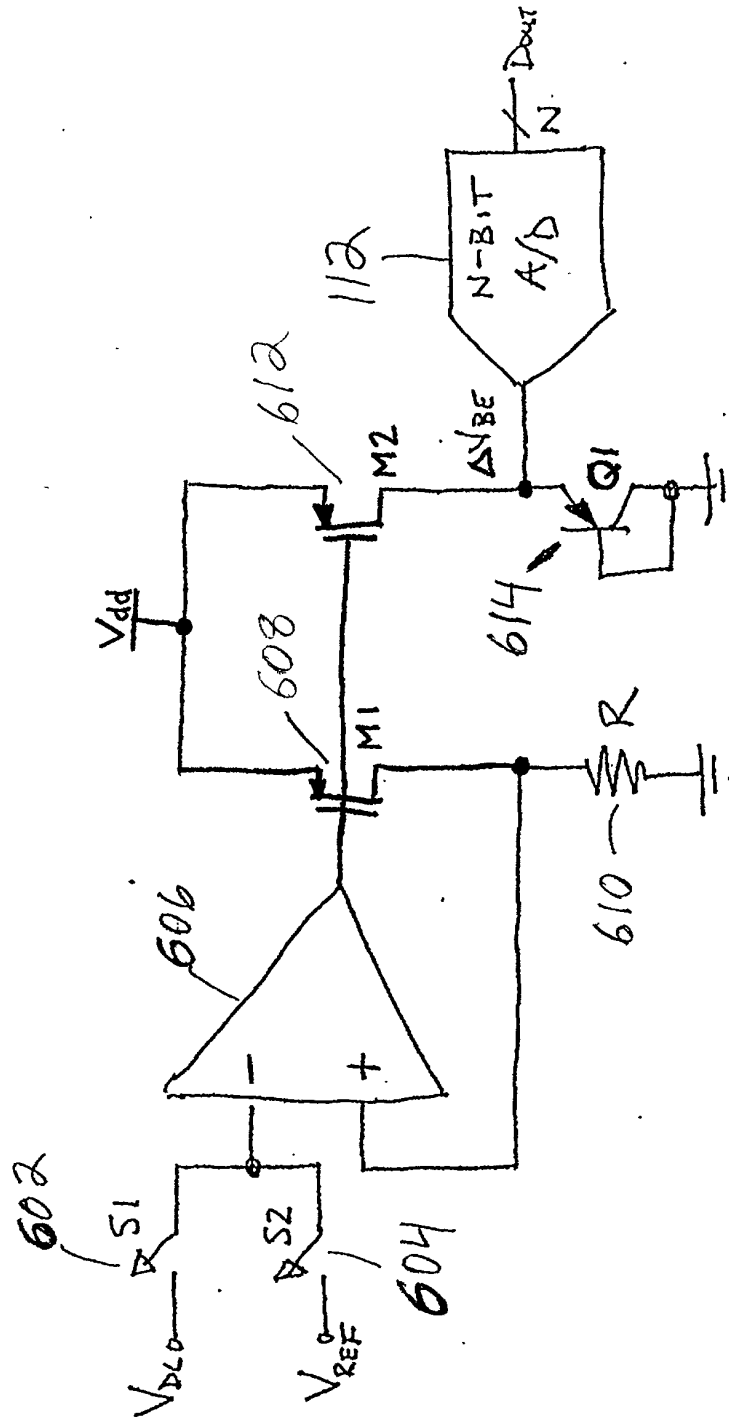 602
S1
V_DLO
S2
V_REF
604
606
−
+
Vdd
608
M1
612
M2
610
R
ΔV_BE
614
Q1
112
N-BIT
A/D
N
D_OUT